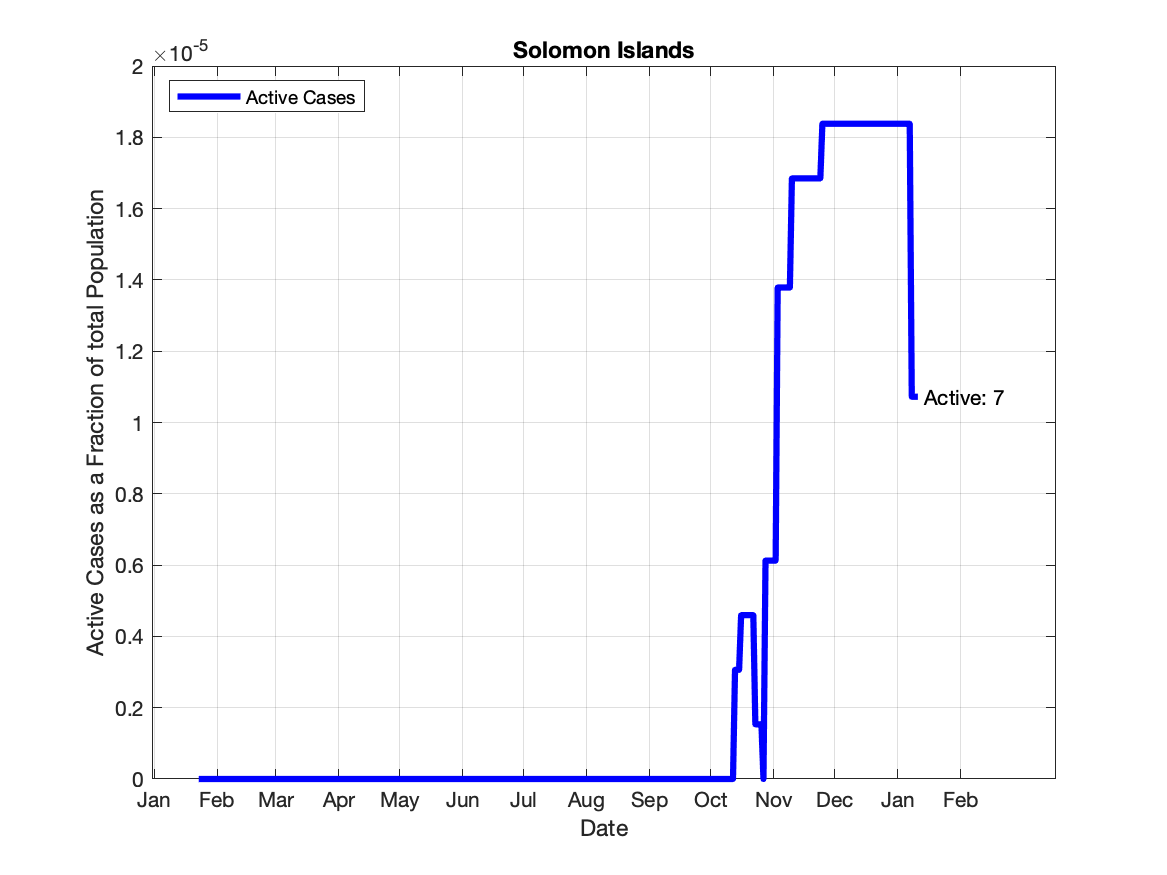 ×10-5
Solomon Islands
2
Active Cases
1.8
1.6
1.4
1.2
1
0.8
0.6
0.4
0.2
0
Active Cases as a Fraction of total Population
Active: 7
Jan Feb Mar Apr May Jun Jul Aug Sep Oct Nov Dec Jan Feb
Date